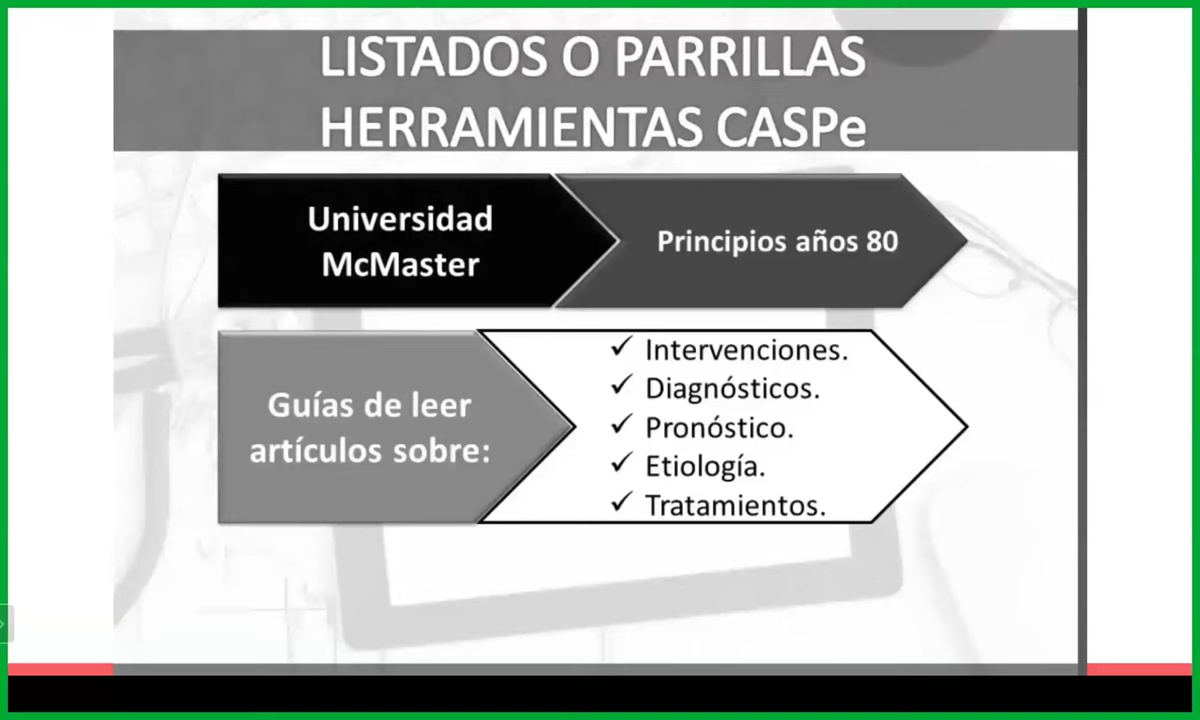 LISTADOS O PARRILLAS
HERRAMIENTAS CASPe
Universidad
McMaster
Principios años 80
Guías de leer
artículos sobre:
✓ Intervenciones.
✓ Diagnósticos.
✓ Pronóstico.
✓ Etiología.
✓ Tratamientos.